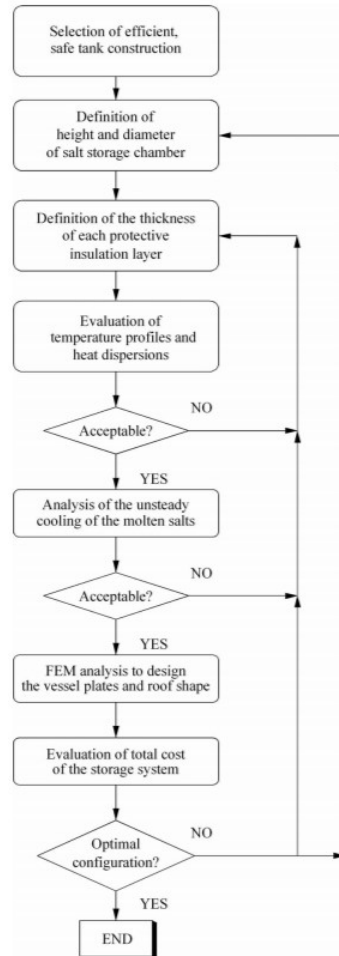 Selection of efficient,
safe tank construction
Definition of
height and diameter
of salt storage chamber
Definition of the thickness
of each protective
insulation layer
Evaluation of
temperature profiles and
heat dispersions
NO
Acceptable?
YES
Analysis of the unsteady
cooling of the molten salts
NO
Acceptable?
YES
FEM analysis to design
the vessel plates and roof shape
Evaluation of total cost
of the storage system
NO
Optimal
configuration?
YES
END